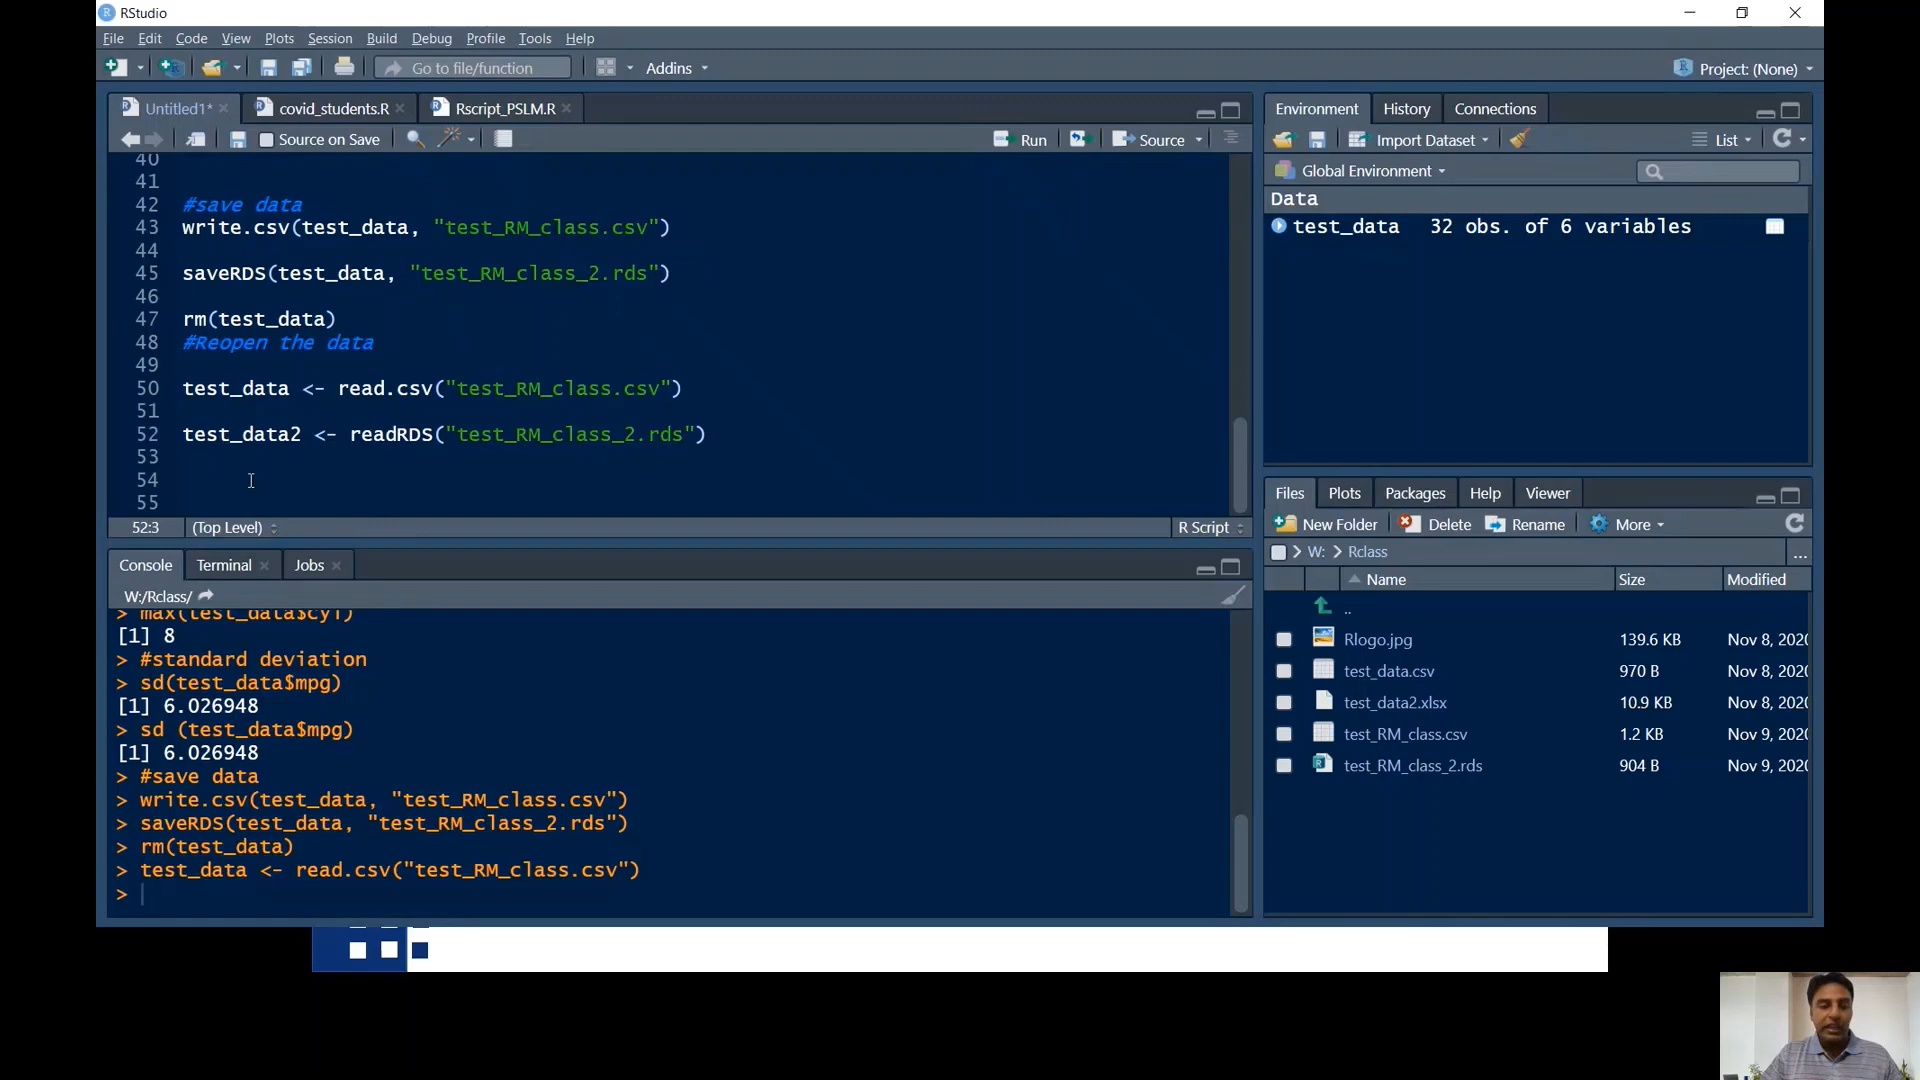 RStudio
File Edit Code View Plots Session Build Debug Profile Tools Help
Go to file/function Addins Project: (None)
Untitled1* covid_students.R Rscript_PSLM.R
Source on Save Run Source
40
41
42 #save data
43 write.csv(test_data, "test_RM_class.csv")
44
45 saveRDS(test_data, "test_RM_class_2.rds")
46
47 rm(test_data)
48 #Reopen the data
49
50 test_data <- read.csv("test_RM_class.csv")
51
52 test_data2 <- readRDS("test_RM_class_2.rds")
53
54
55
52:3 (Top Level) R Script
Console Terminal Jobs
W:/Rclass/
> max(test_data$cyl)
[1] 8
> #standard deviation
> sd(test_data$mpg)
[1] 6.026948
> sd (test_data$mpg)
[1] 6.026948
> #save data
> write.csv(test_data, "test_RM_class.csv")
> saveRDS(test_data, "test_RM_class_2.rds")
> rm(test_data)
> test_data <- read.csv("test_RM_class.csv")
>
Environment History Connections
Import Dataset List
Global Environment
Data
test_data 32 obs. of 6 variables
Files Plots Packages Help Viewer
New Folder Delete Rename More
W: > Rclass ...
Name Size Modified
..
Rlogo.jpg 139.6 KB Nov 8, 2020
test_data.csv 970 B Nov 8, 2020
test_data2.xlsx 10.9 KB Nov 8, 2020
test_RM_class.csv 1.2 KB Nov 9, 2020
test_RM_class_2.rds 904 B Nov 9, 2020